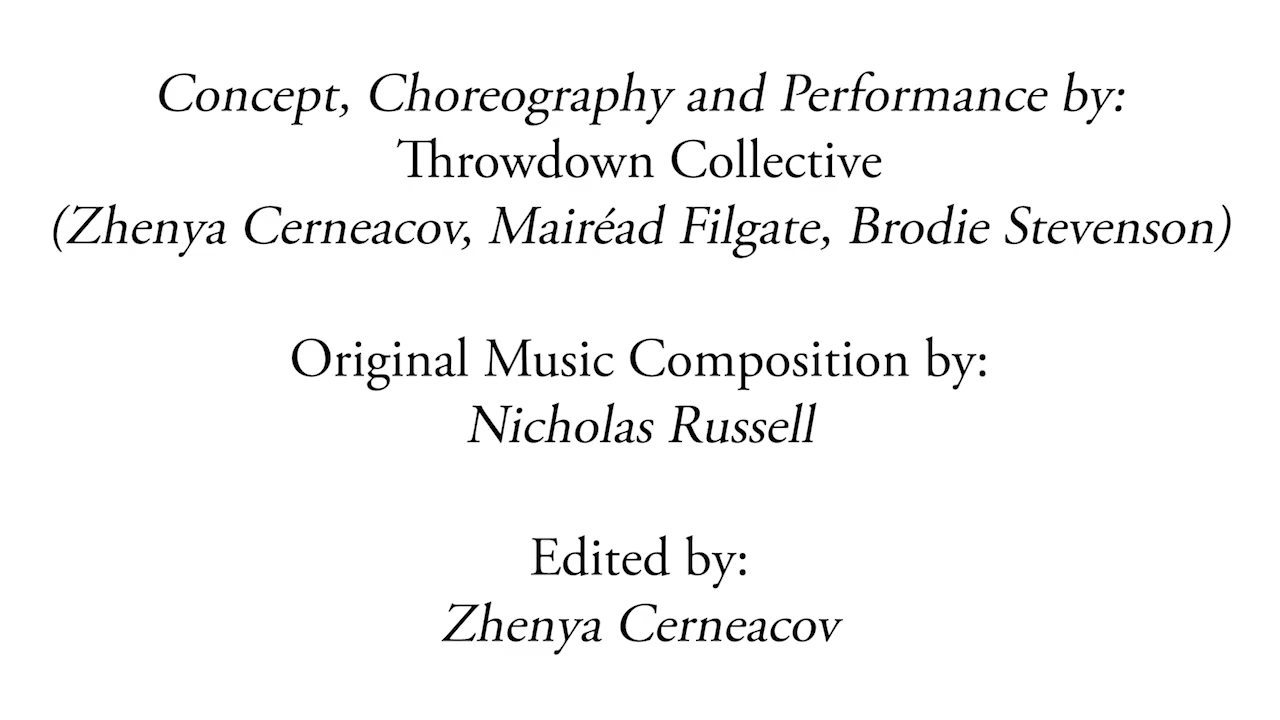 Concept, Choreography and Performance by:
Throwdown Collective
(Zhenya Cerneacov, Mairéad Filgate, Brodie Stevenson)
Original Music Composition by:
Nicholas Russell
Edited by:
Zhenya Cerneacov